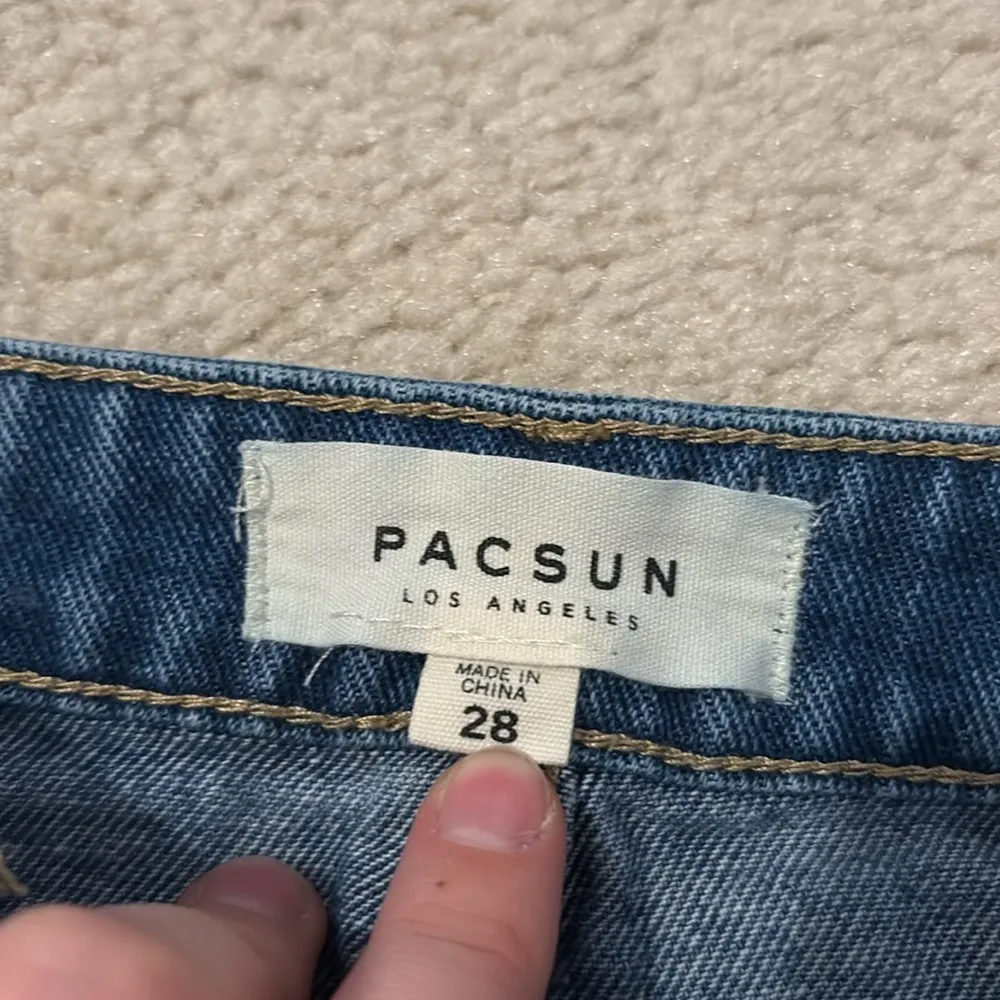 PACSUN
LOS ANGELES
MADE IN
CHINA
28